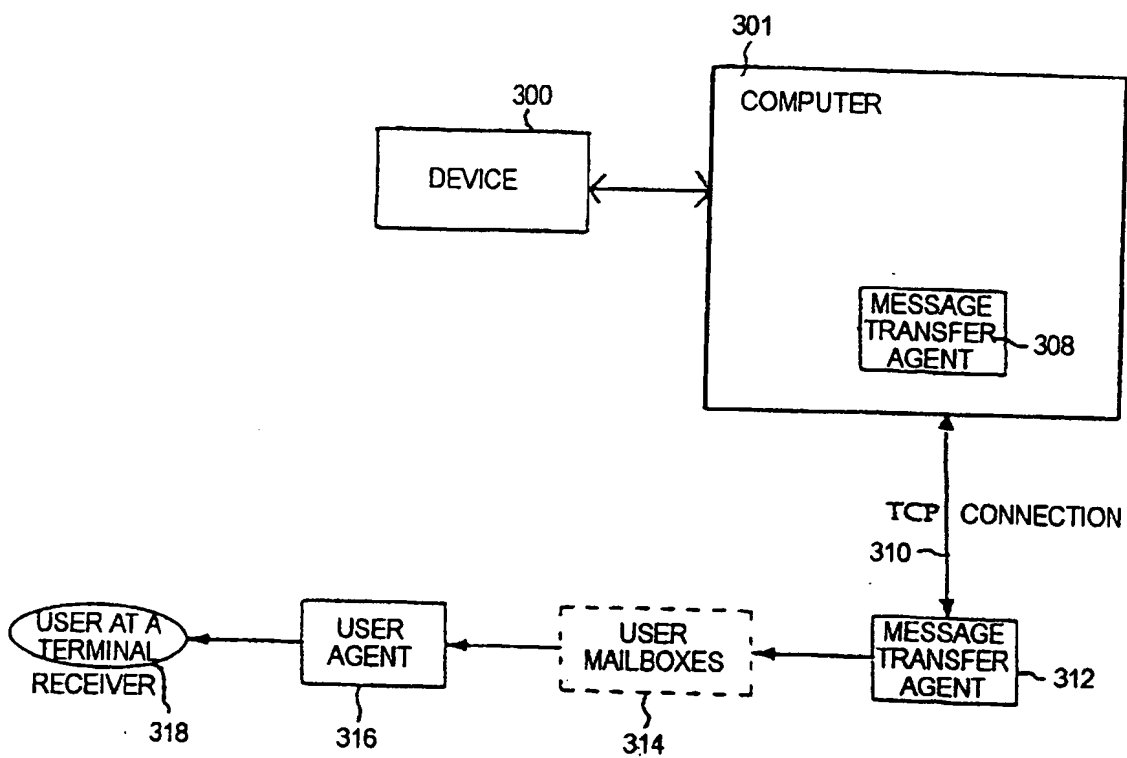 301
COMPUTER
300
DEVICE
MESSAGE
TRANSFER
AGENT
308
TCP CONNECTION
310
USER AT A
TERMINAL
RECEIVER
318
USER
AGENT
316
USER
MAILBOXES
314
MESSAGE
TRANSFER
AGENT
312